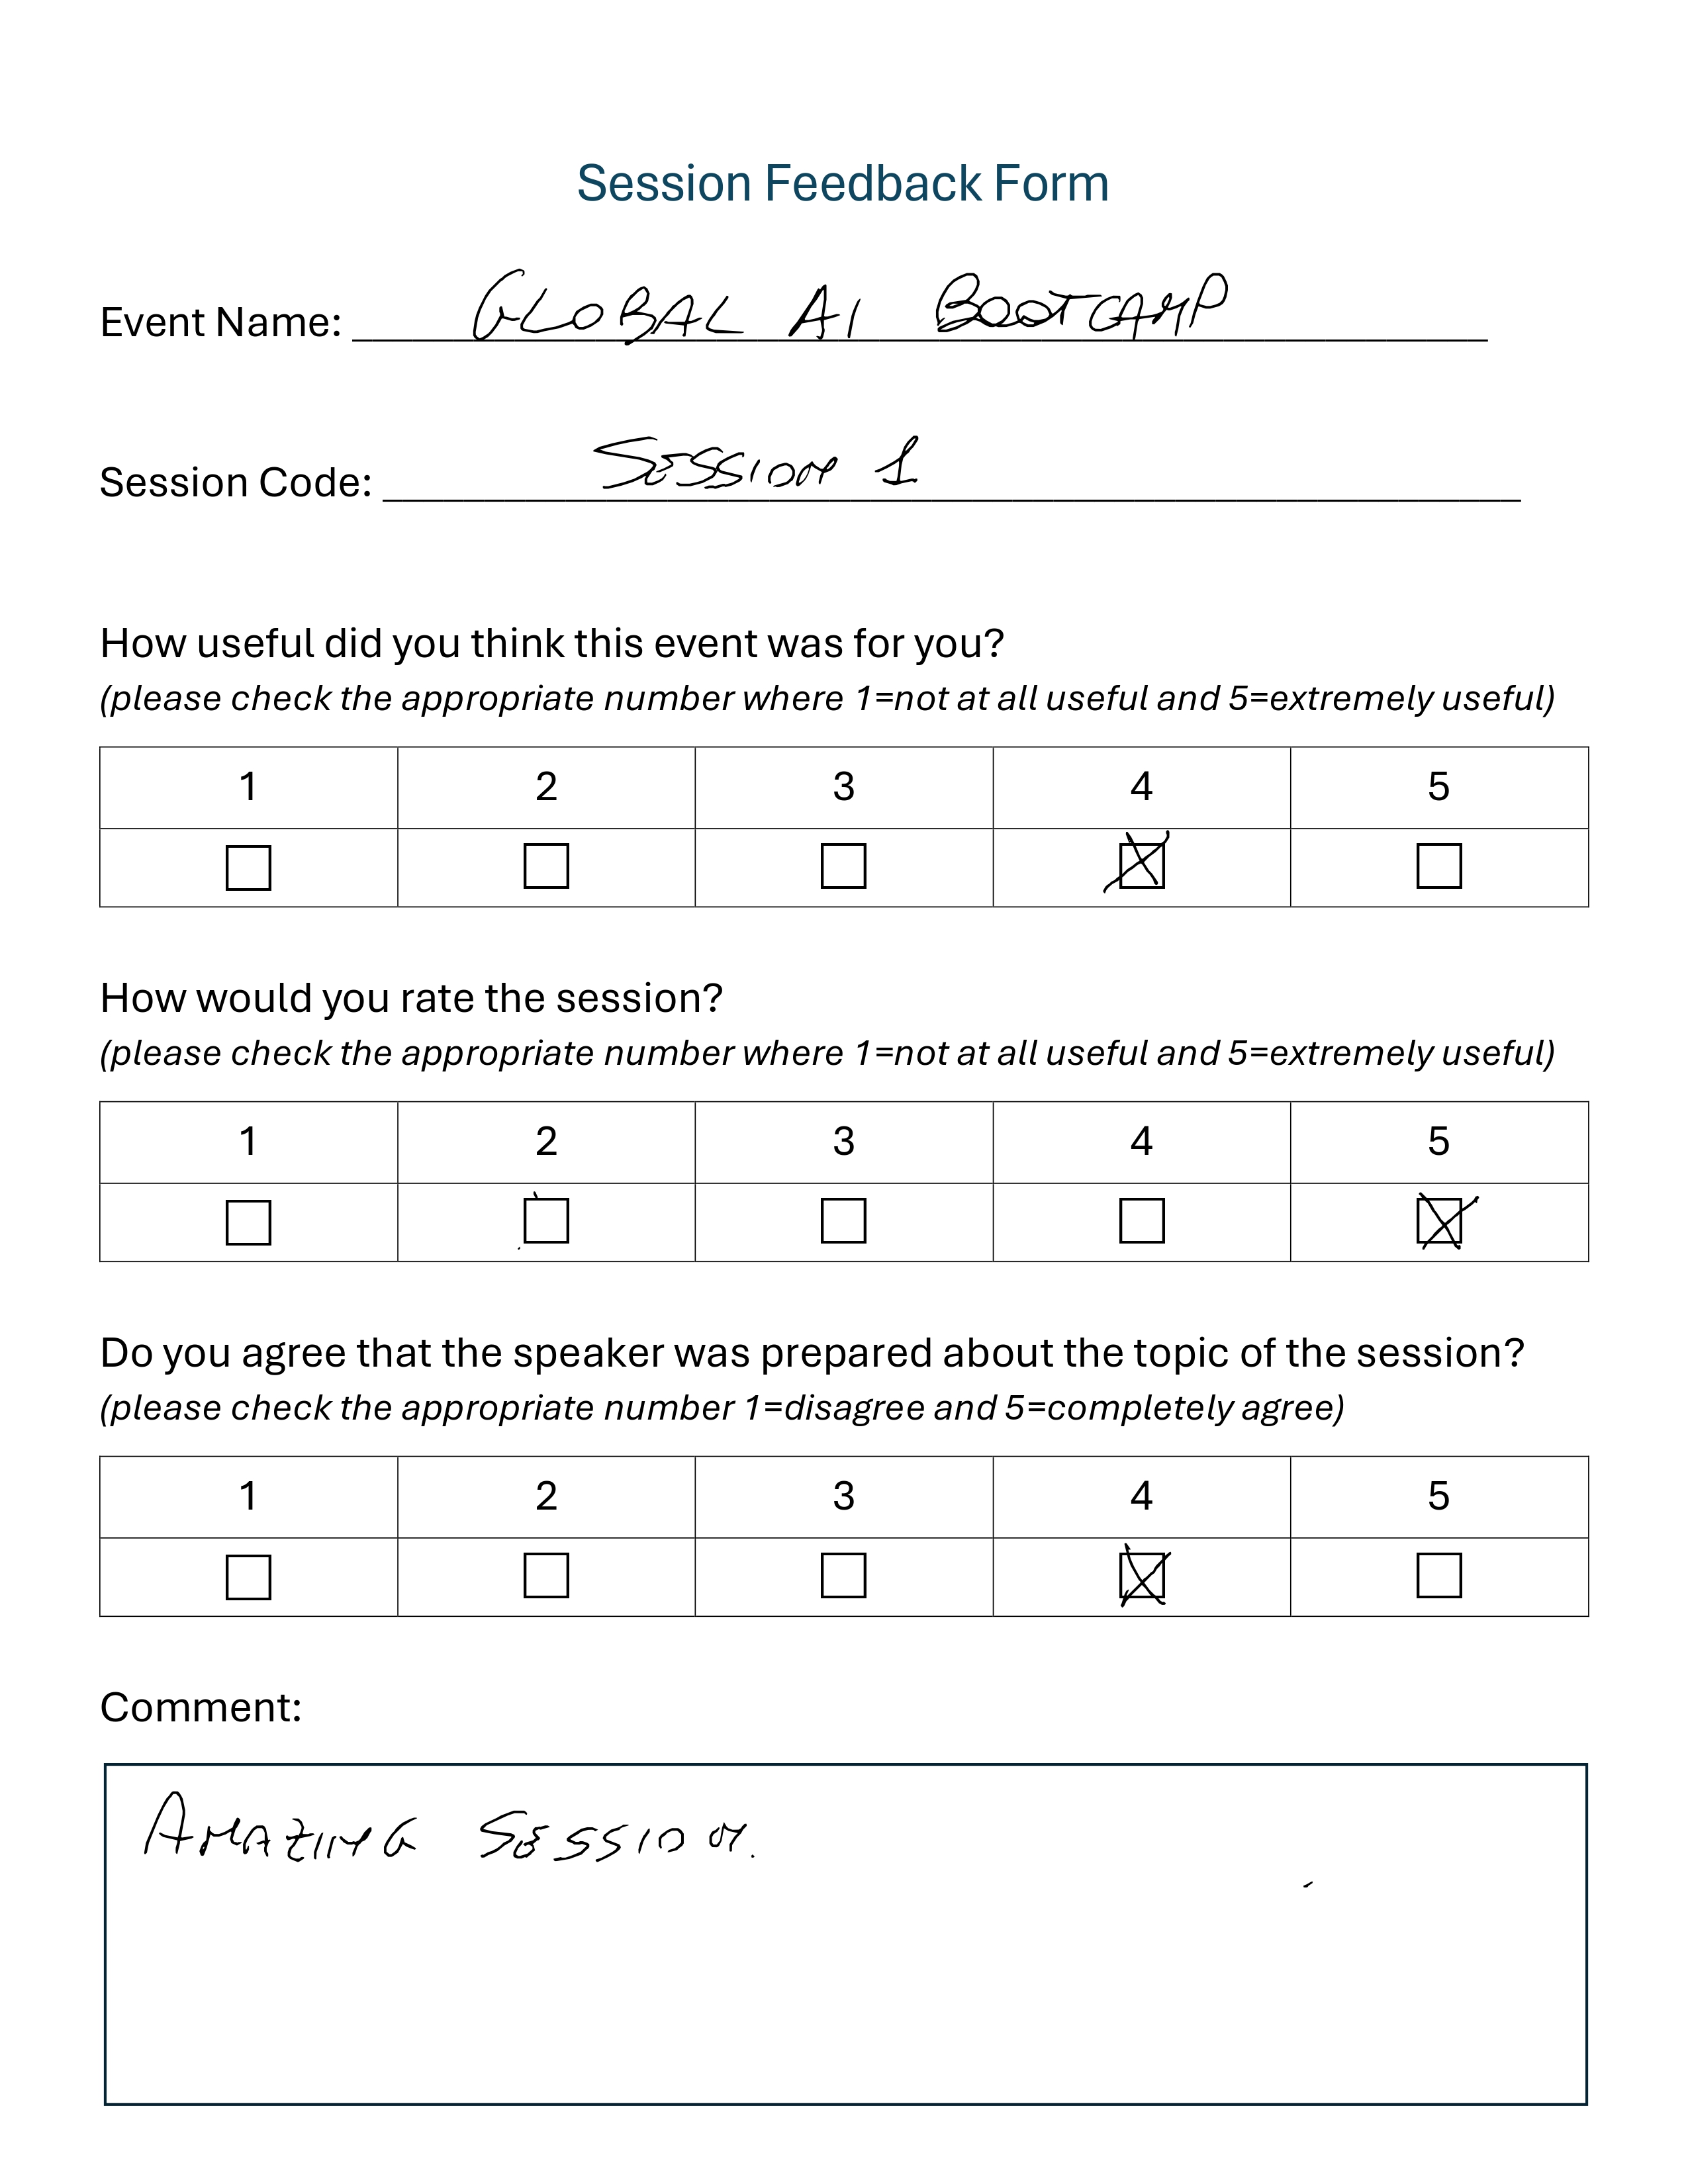 Session Feedback Form
Event Name: GLOBAL AI BOOTCAMP
Session Code: SESSION 1
How useful did you think this event was for you?
(please check the appropriate number where 1=not at all useful and 5=extremely useful)
1 2 3 4 5
☐ ☐ ☐ ☒ ☐
How would you rate the session?
(please check the appropriate number where 1=not at all useful and 5=extremely useful)
1 2 3 4 5
☐ ☐ ☐ ☐ ☒
Do you agree that the speaker was prepared about the topic of the session?
(please check the appropriate number 1=disagree and 5=completely agree)
1 2 3 4 5
☐ ☐ ☐ ☒ ☐
Comment:
AMAZING SESSION.